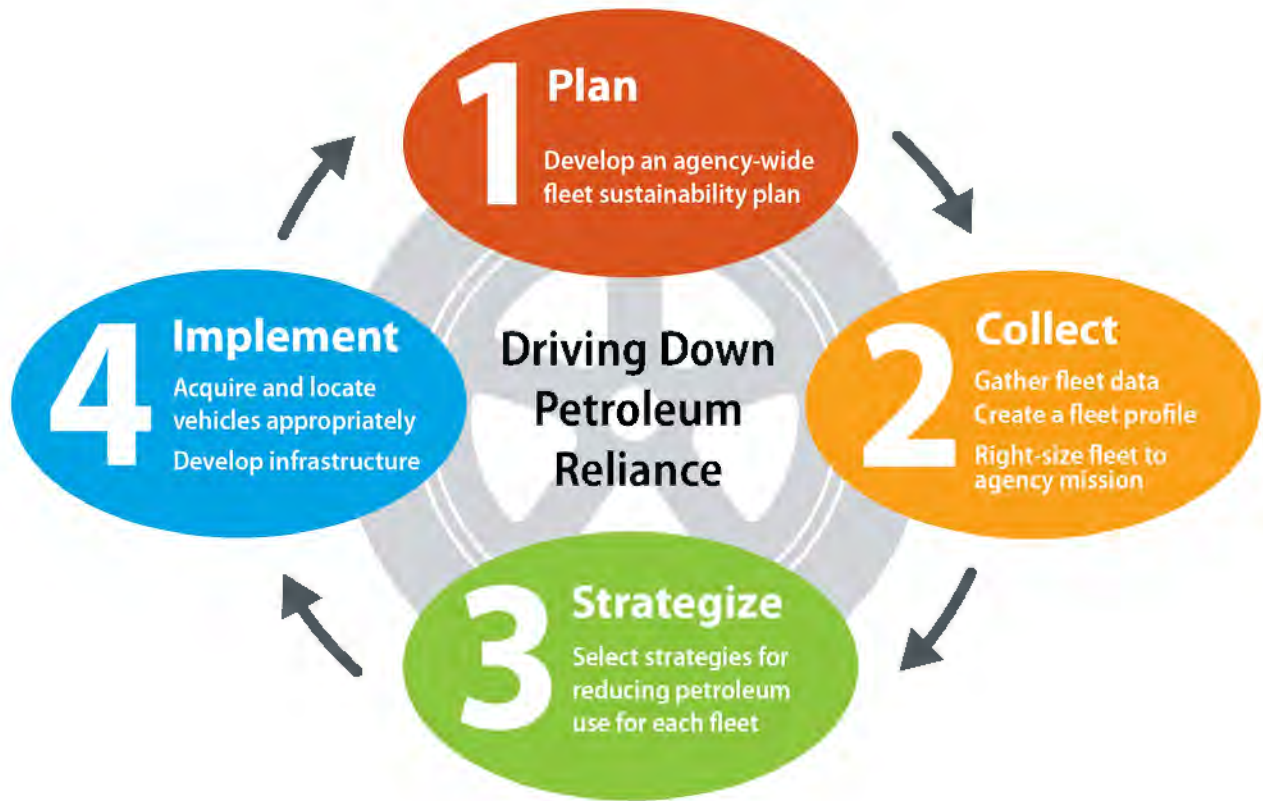 1
Plan
Develop an agency-wide
fleet sustainability plan
2
Collect
Gather fleet data
Create a fleet profile
Right-size fleet to
agency mission
3
Strategize
Select strategies for
reducing petroleum
use for each fleet
4
Implement
Acquire and locate
vehicles appropriately
Develop infrastructure
Driving Down
Petroleum
Reliance